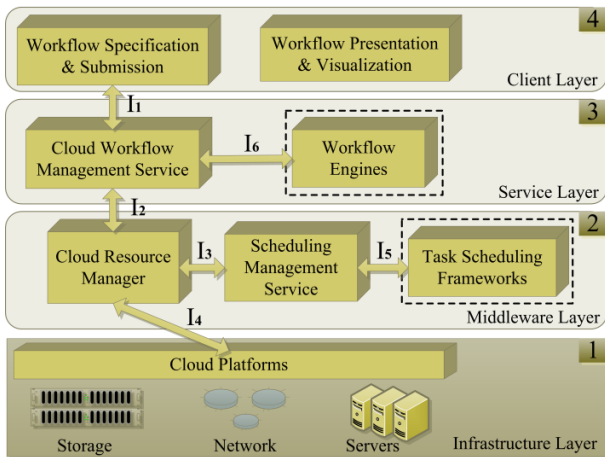 4
Workflow Specification
& Submission
Workflow Presentation
& Visualization
Client Layer
I1
3
Cloud Workflow
Management Service
I6
Workflow
Engines
Service Layer
I2
2
Cloud Resource
Manager
I3
Scheduling
Management
Service
I5
Task Scheduling
Frameworks
I4
Middleware Layer
1
Cloud Platforms
Storage
Network
Servers
Infrastructure Layer